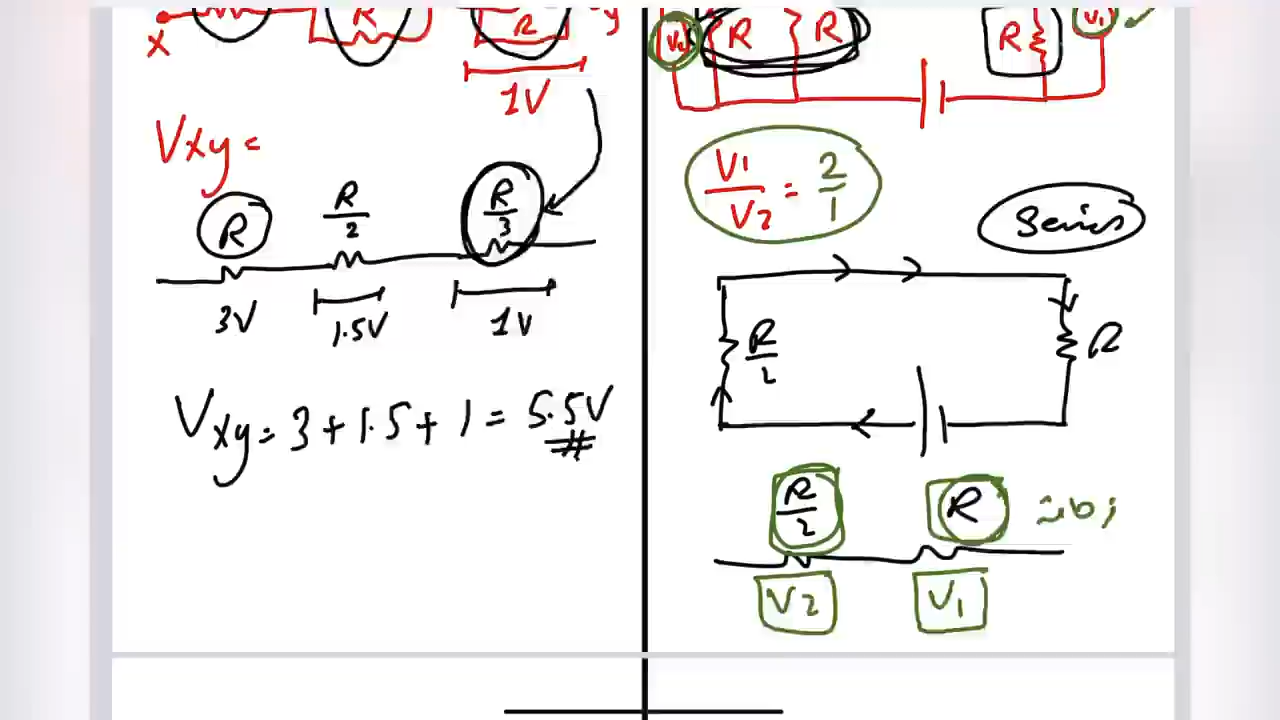 R
R
x
y
1V
Vxy =
R
R/2
R/3
3V
1.5V
1V
Vxy = 3 + 1.5 + 1 = 5.5V
V2
R
R
R
V1
V1/V2 = 2/1
Series
R/2
R
R/2
R
V2
V1